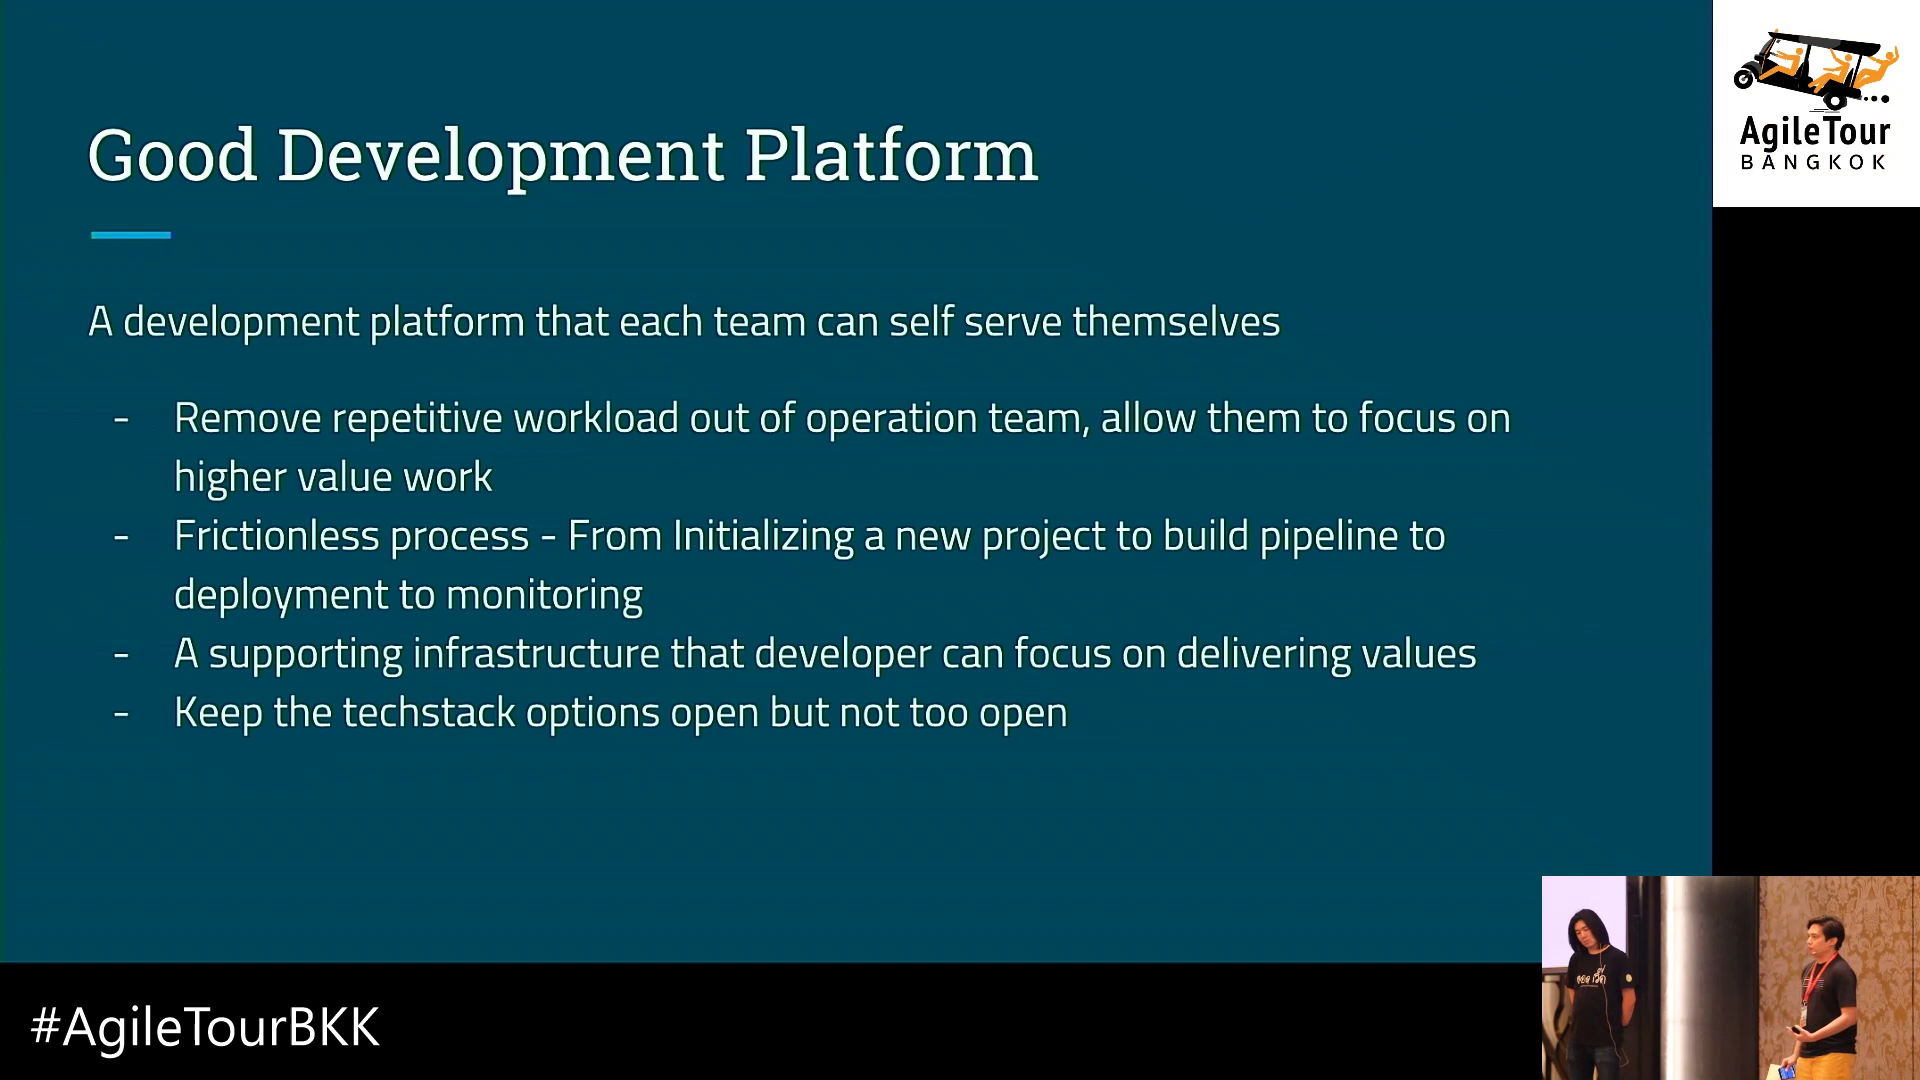 Good Development Platform
A development platform that each team can self serve themselves
- Remove repetitive workload out of operation team, allow them to focus on
higher value work
- Frictionless process - From Initializing a new project to build pipeline to
deployment to monitoring
- A supporting infrastructure that developer can focus on delivering values
- Keep the techstack options open but not too open
AgileTour
BANGKOK
#AgileTourBKK